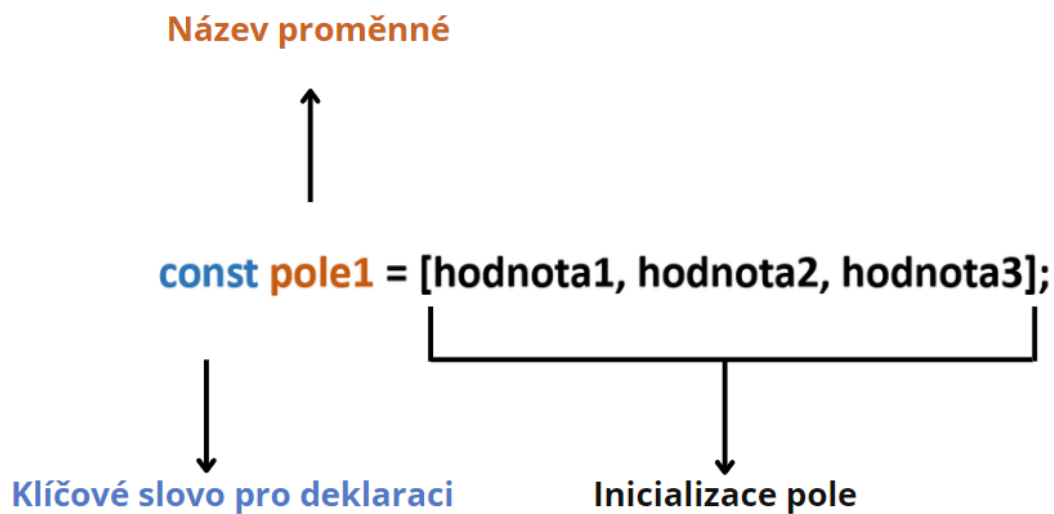 Název proměnné
const pole1 = [hodnota1, hodnota2, hodnota3];
Klíčové slovo pro deklaraci
Inicializace pole